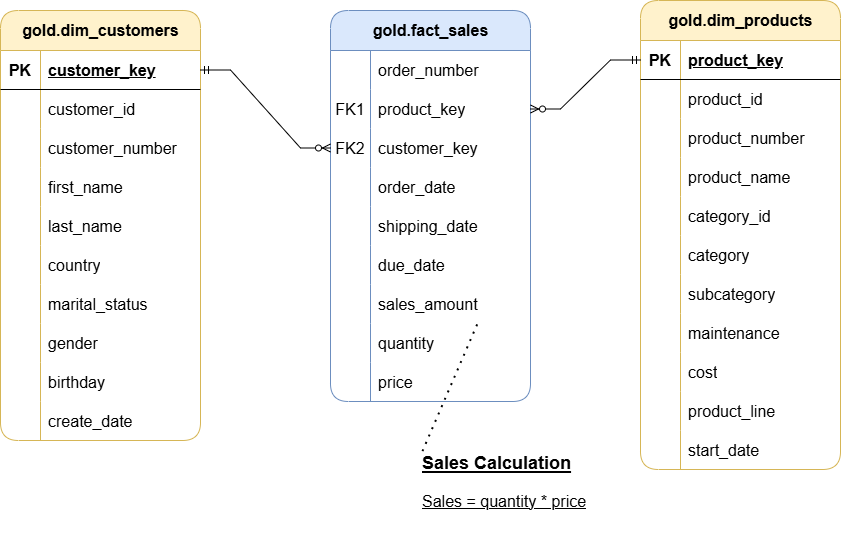 gold.dim_customers
PK customer_key
customer_id
customer_number
first_name
last_name
country
marital_status
gender
birthday
create_date
gold.fact_sales
order_number
FK1 product_key
FK2 customer_key
order_date
shipping_date
due_date
sales_amount
quantity
price
Sales Calculation
Sales = quantity * price
gold.dim_products
PK product_key
product_id
product_number
product_name
category_id
category
subcategory
maintenance
cost
product_line
start_date